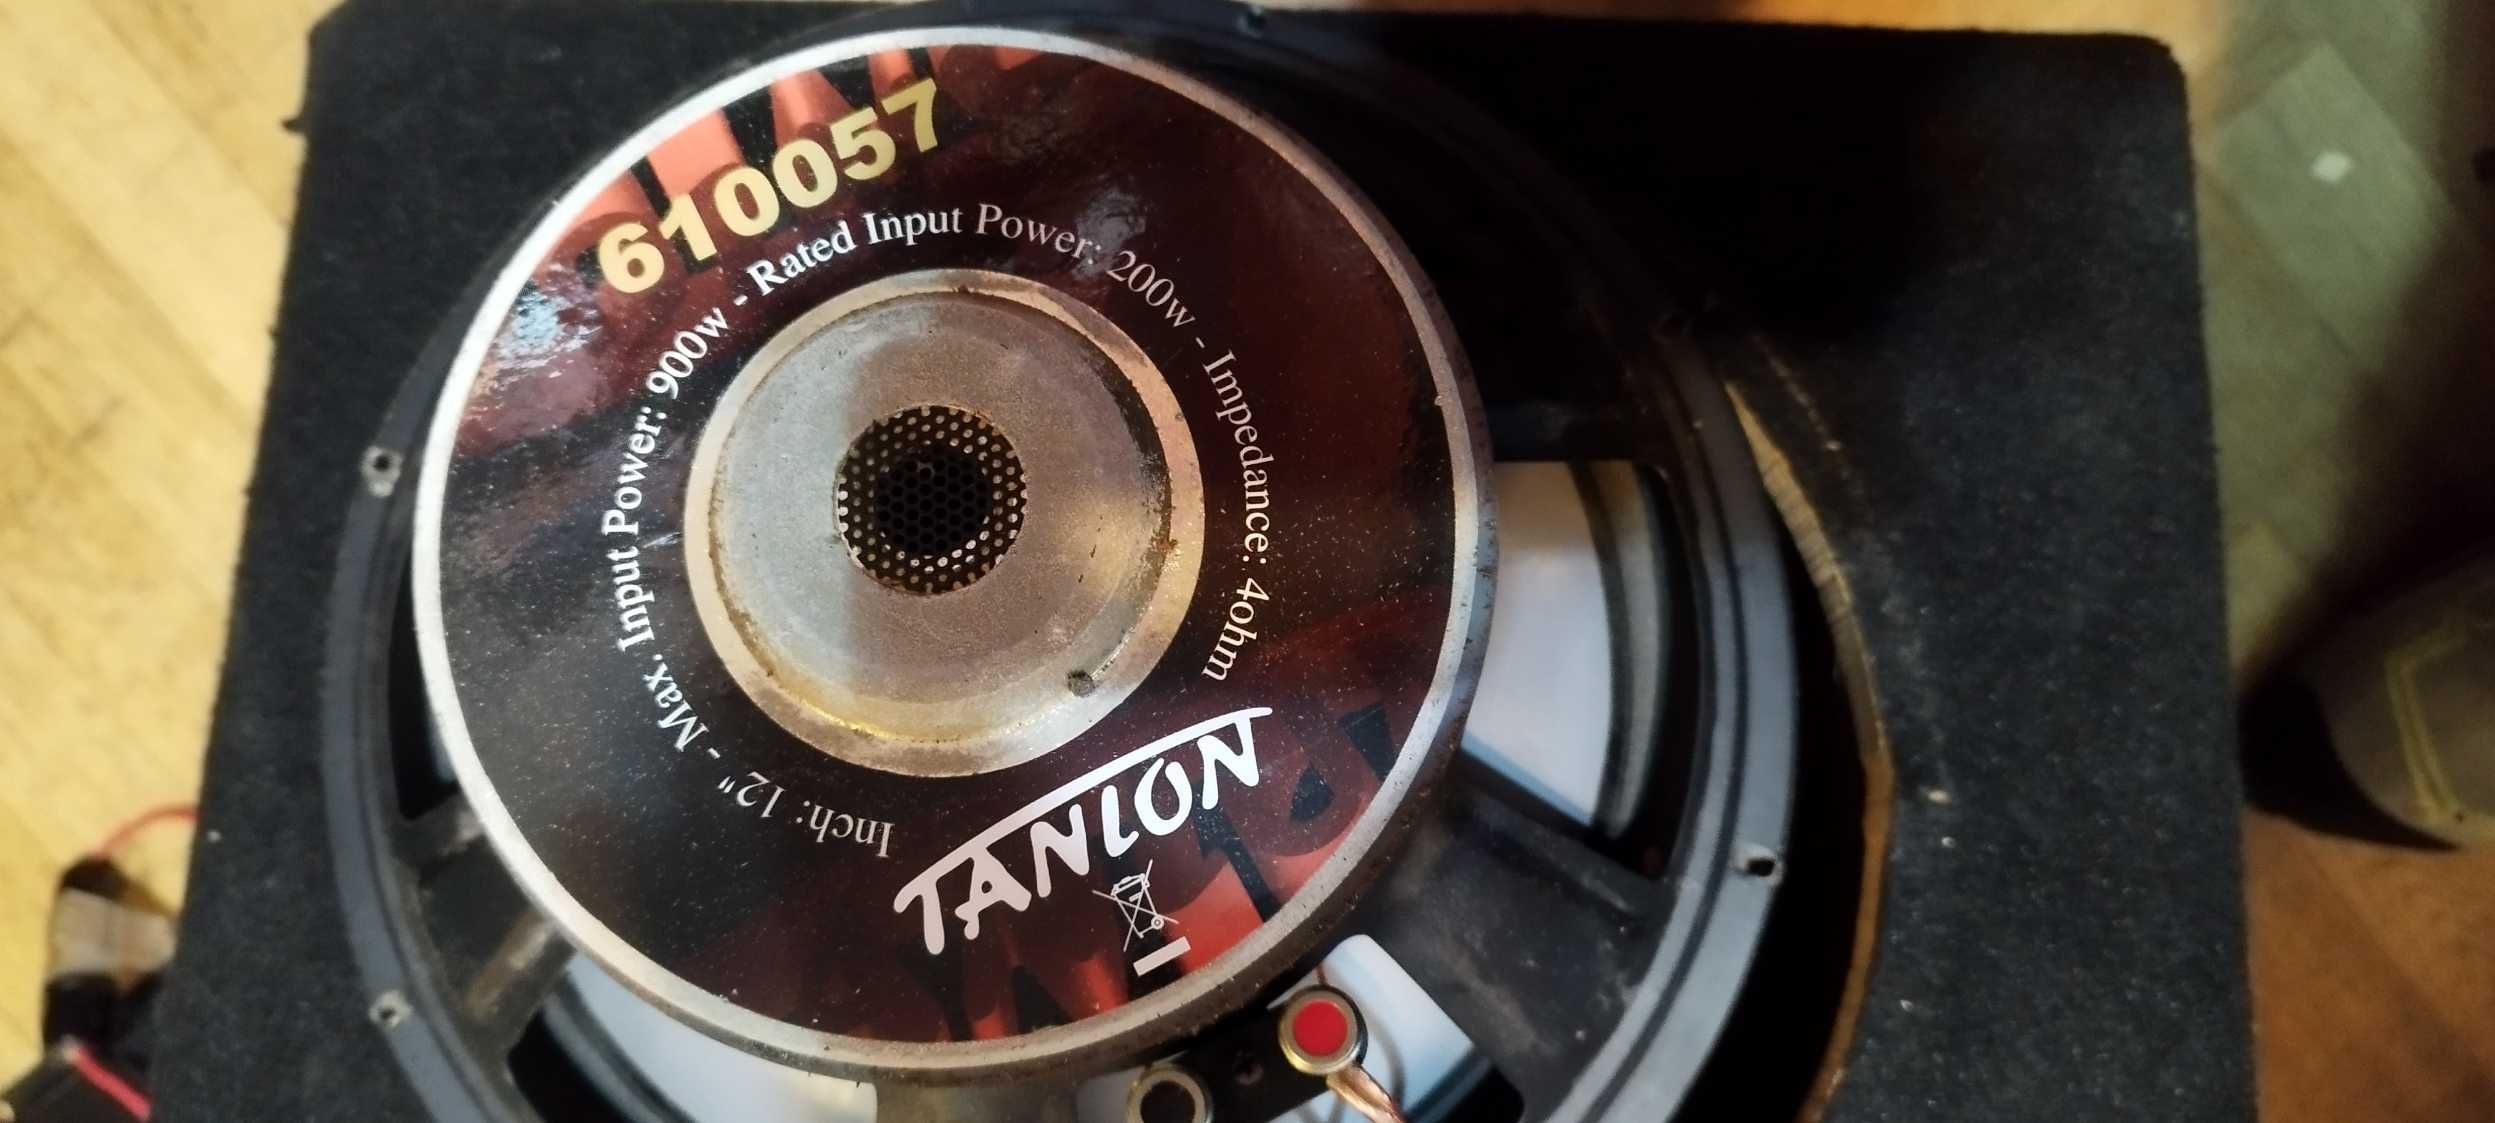 610057
Inch: 12" - Max. Input Power: 900w - Rated Input Power: 200w - Impedance: 4ohm
TANLON